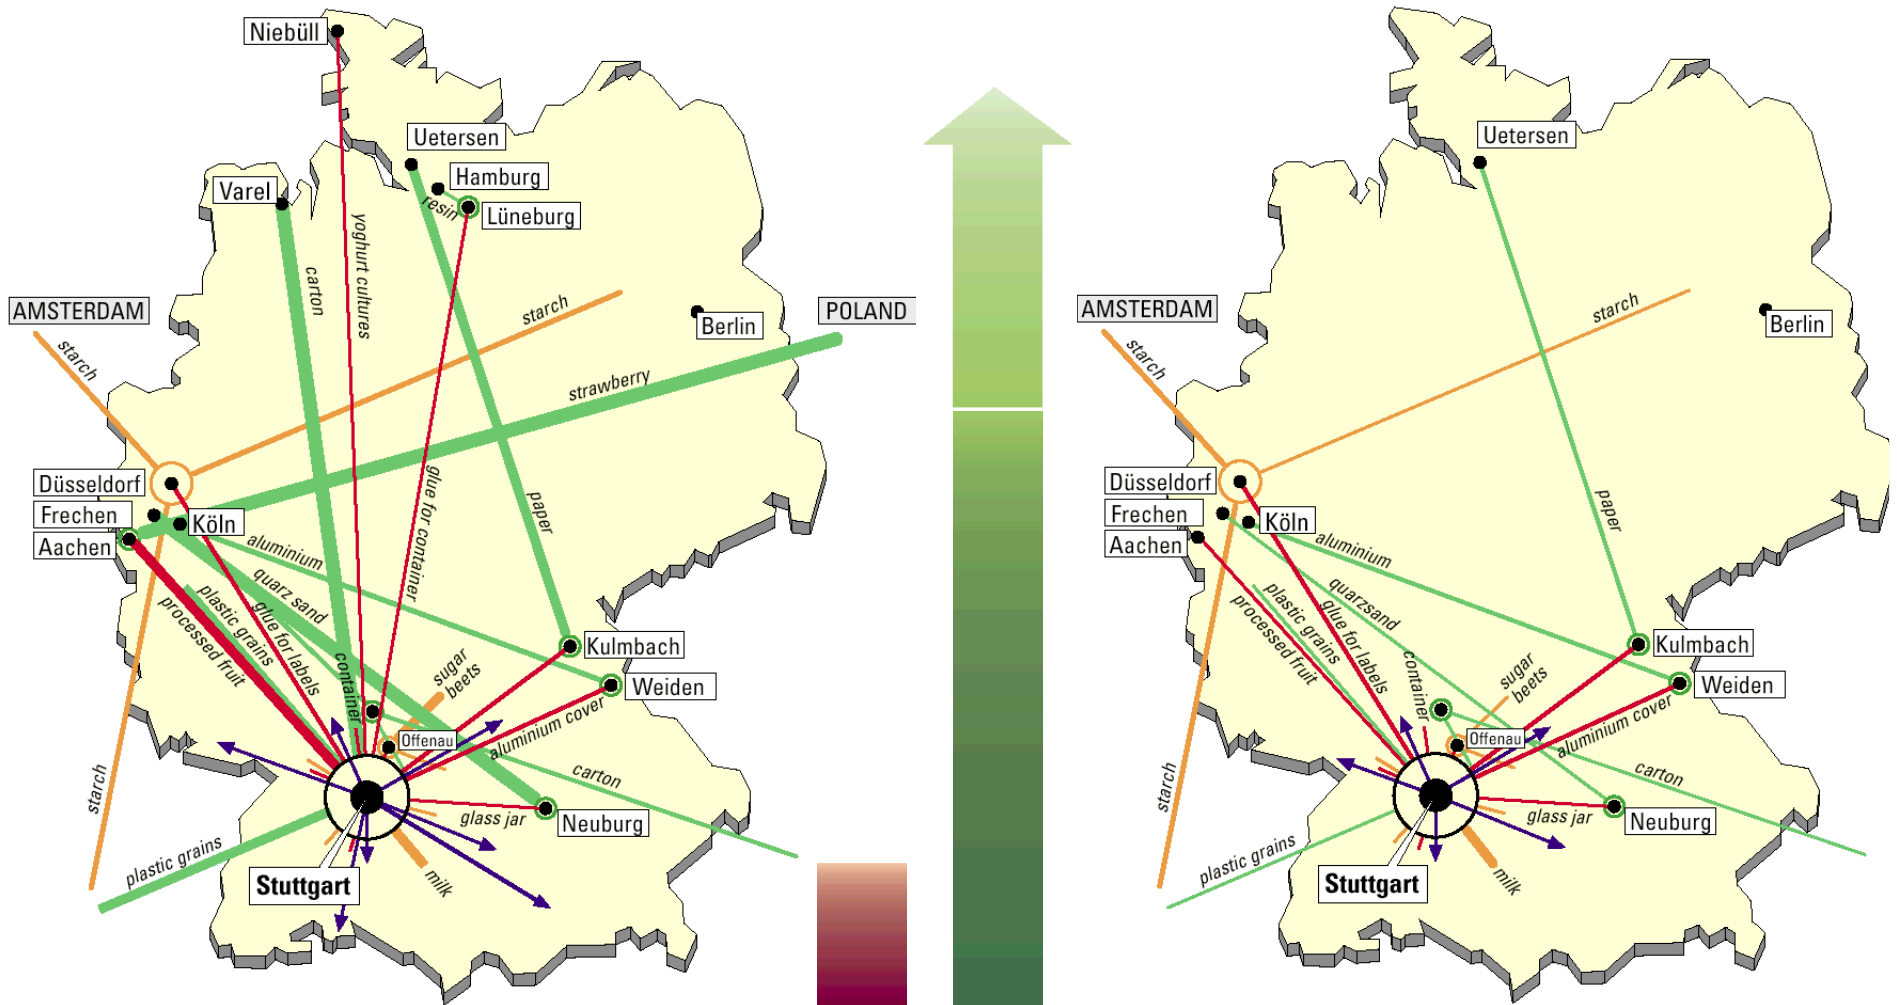 Niebüll
Uetersen
Hamburg
resin
Lüneburg
Varel
yoghurt cultures
carton
AMSTERDAM
starch
starch
POLAND
Berlin
strawberry
glue for container
paper
Düsseldorf
Frechen
Köln
Aachen
aluminium
quarz sand
plastic grains
glue for labels
processed fruit
container
sugar
beets
Kulmbach
Weiden
aluminium cover
Offenau
carton
starch
glass jar
Neuburg
plastic grains
Stuttgart
milk
Uetersen
AMSTERDAM
starch
starch
Berlin
paper
Düsseldorf
Frechen
Köln
Aachen
aluminium
quarzsand
plastic grains
glue for labels
processed fruit
container
sugar
beets
Kulmbach
Weiden
aluminium cover
Offenau
carton
starch
glass jar
Neuburg
plastic grains
Stuttgart
milk